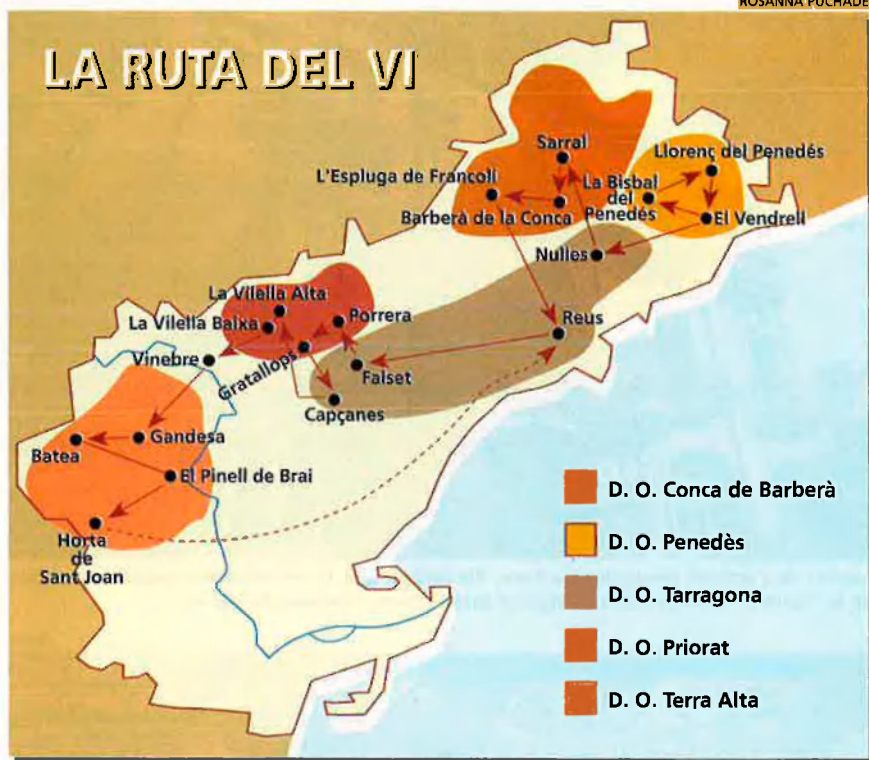 ROSANNA PUCHADE
LA RUTA DEL VI
Sarral
Llorenç del Penedés
L'Espluga de Francolí
La Bisbal
del
Penedés
Barberà de la Conca
El Vendrell
Nulles
La Vilella Alta
La Vilella Baixa
Porrera
Reus
Vinebre
Gratallops
Falset
Capçanes
Gandesa
Batea
El Pinell de Brai
Horta
de
Sant Joan
D. O. Conca de Barberà
D. O. Penedès
D. O. Tarragona
D. O. Priorat
D. O. Terra Alta